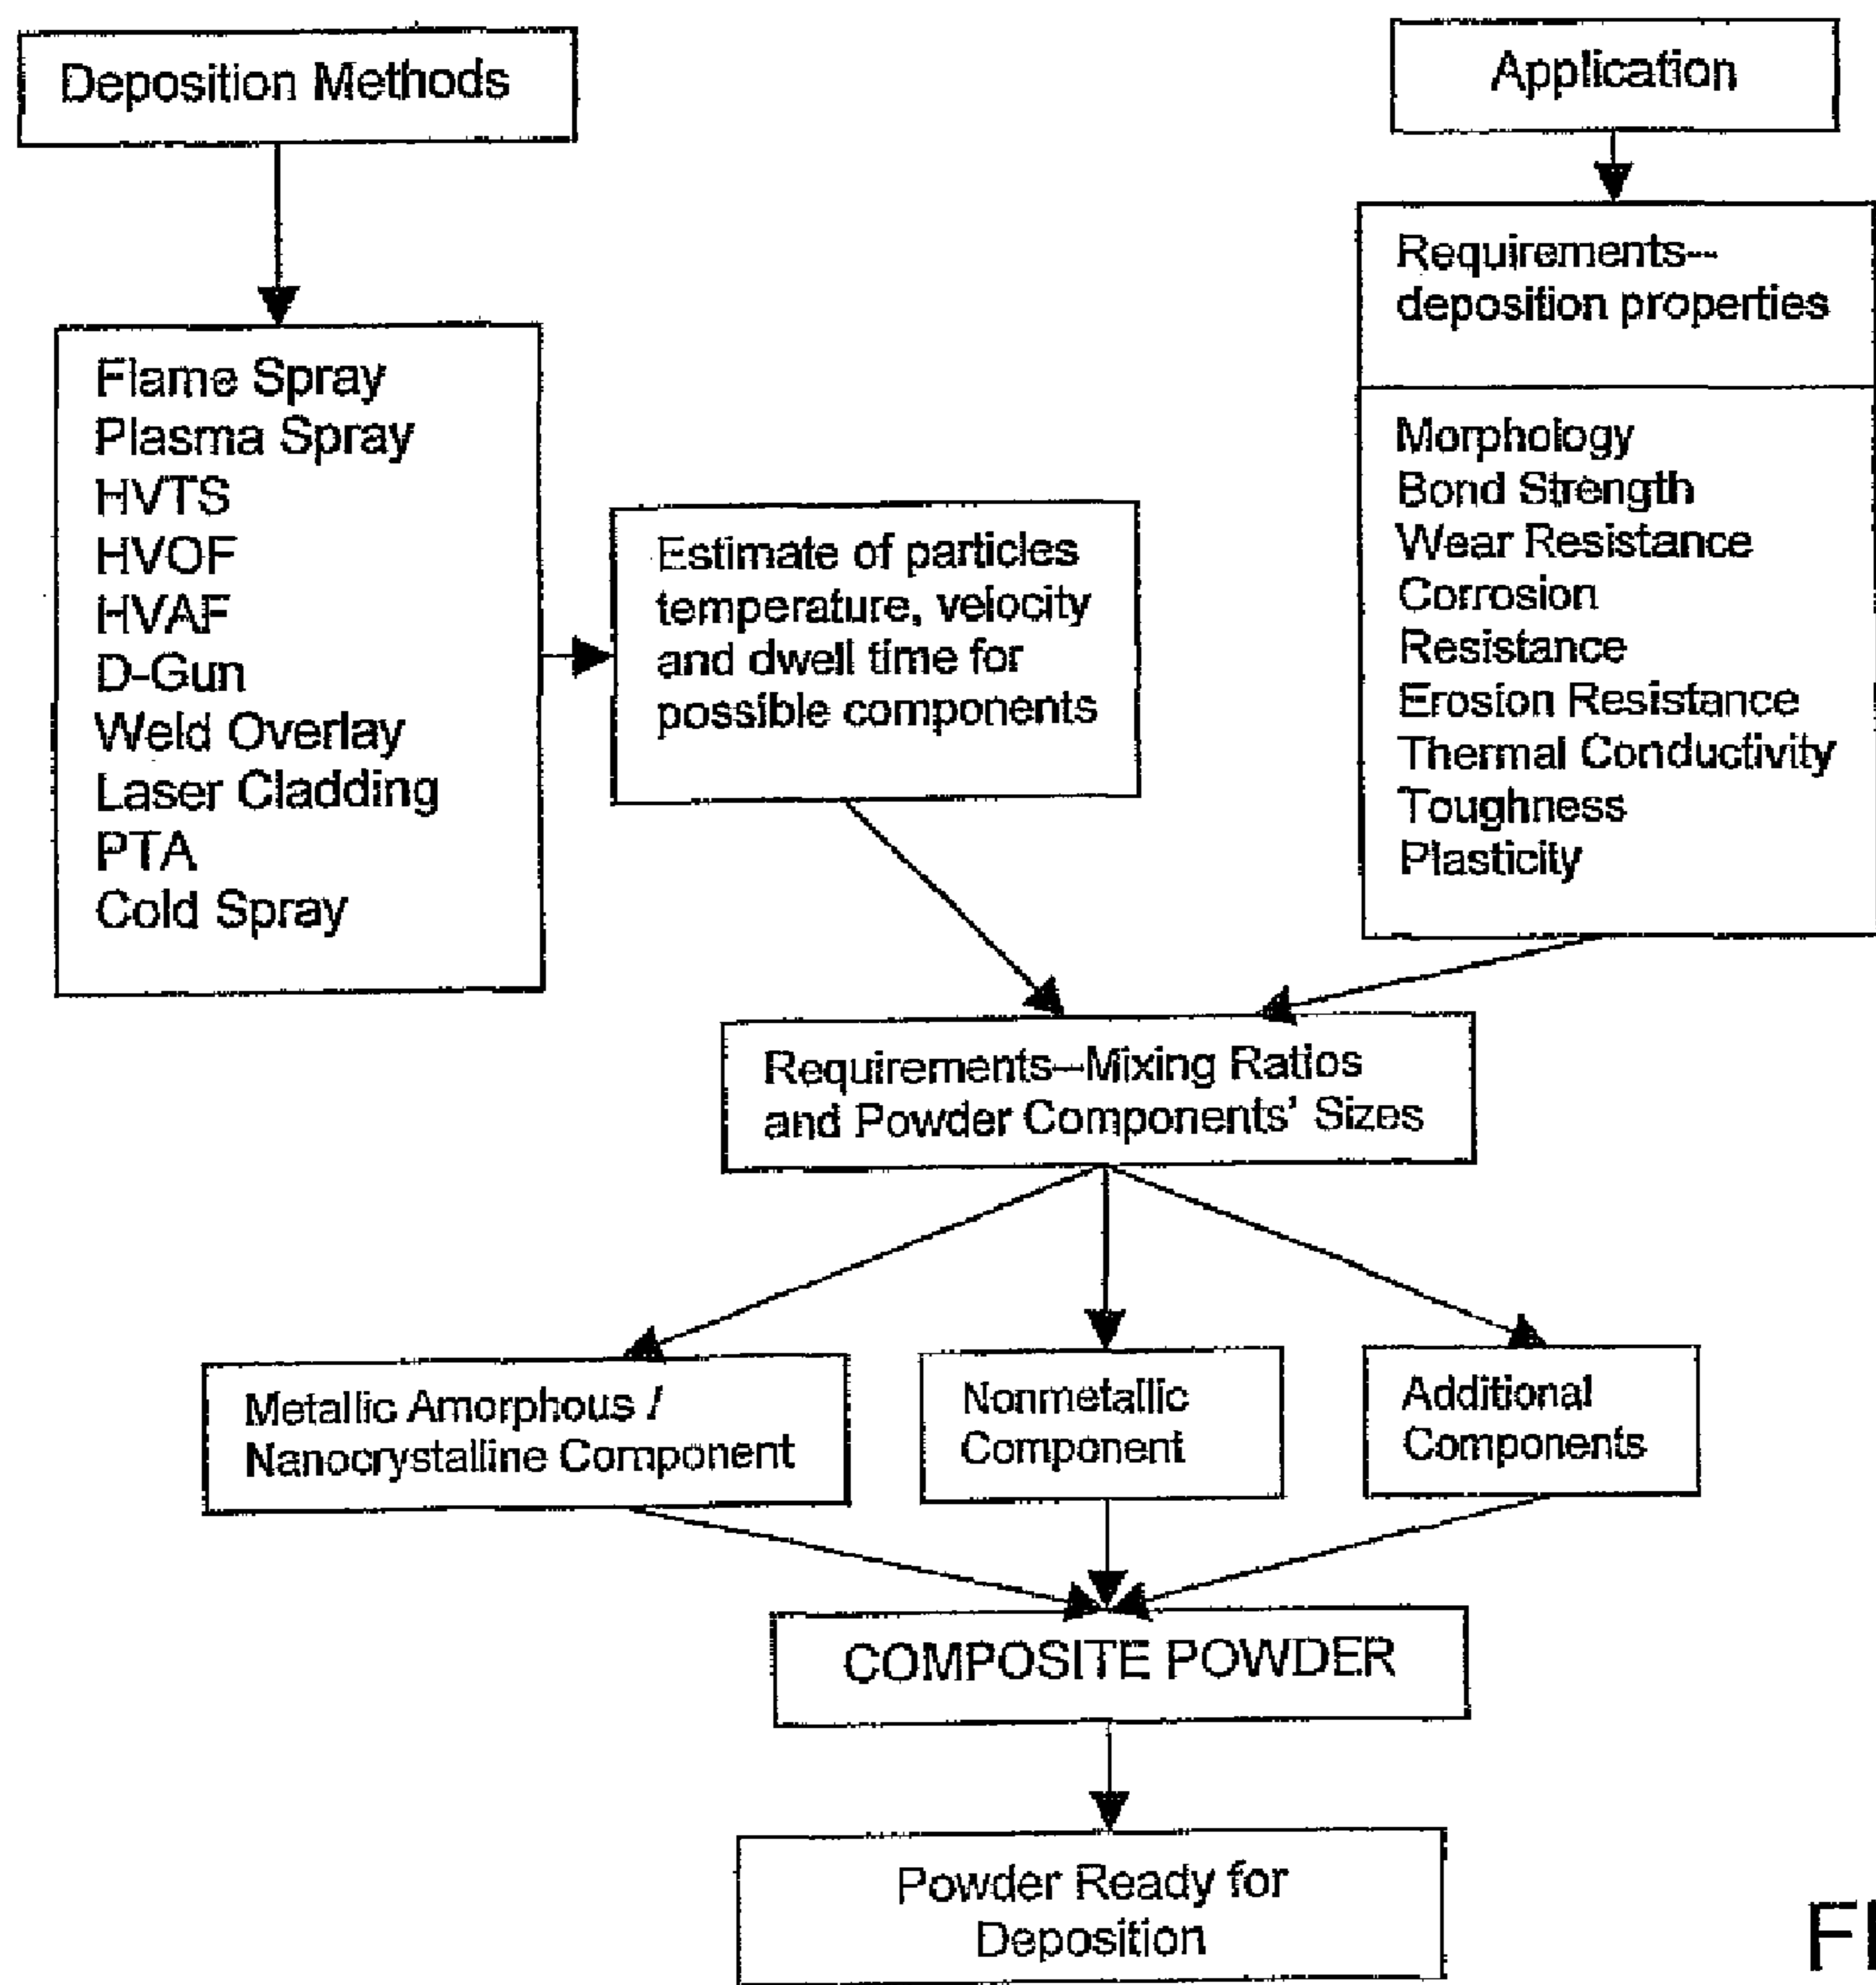 Deposition Methods
Application
Flame Spray
Plasma Spray
HVTS
HVOF
HVAF
D-Gun
Weld Overlay
Laser Cladding
PTA
Cold Spray
Estimate of particles
temperature, velocity
and dwell time for
possible components
Requirements--
deposition properties
Morphology
Bond Strength
Wear Resistance
Corrosion
Resistance
Erosion Resistance
Thermal Conductivity
Toughness
Plasticity
Requirements--Mixing Ratios
and Powder Components' Sizes
Metallic Amorphous /
Nanocrystalline Component
Nonmetallic
Component
Additional
Components
COMPOSITE POWDER
Powder Ready for
Deposition